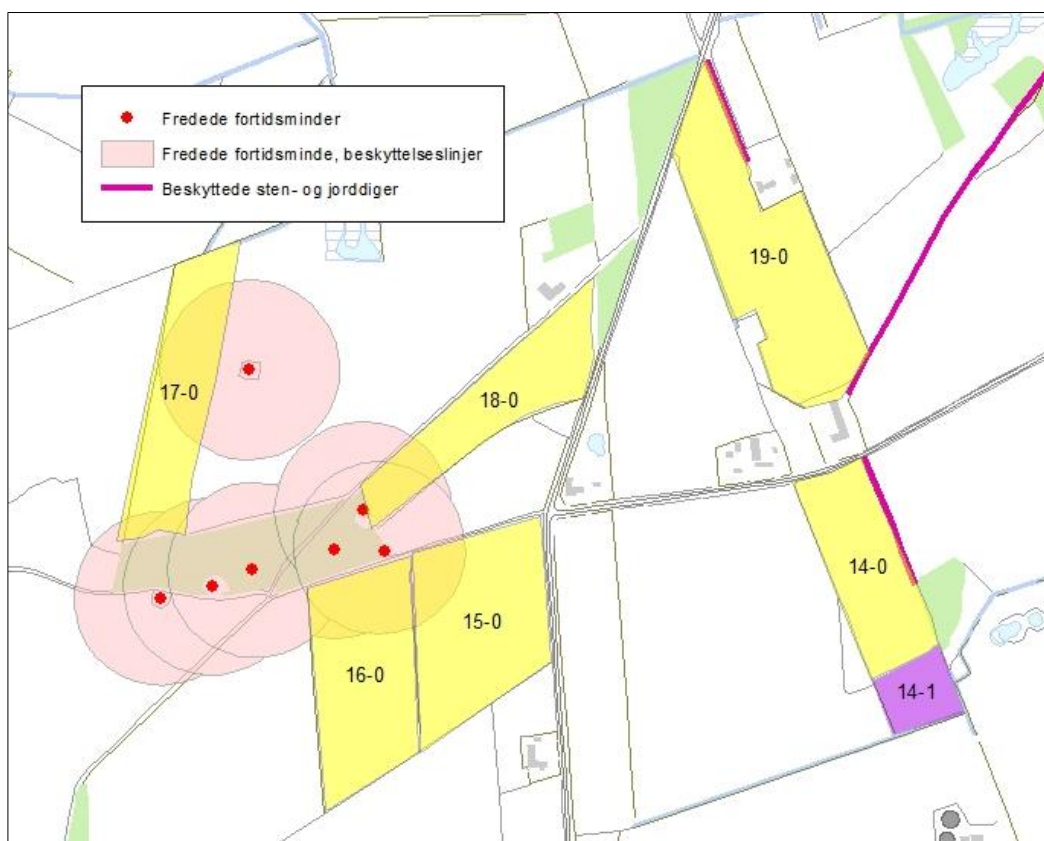 Fredede fortidsminder
Fredede fortidsminde, beskyttelseslinjer
Beskyttede sten- og jorddiger
19-0
17-0
18-0
14-0
15-0
16-0
14-1